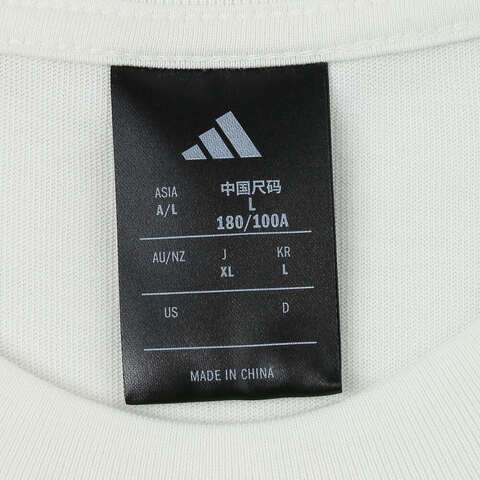 ASIA 中国尺码
A/L L
180/100A
AU/NZ J KR
XL L
US D
MADE IN CHINA